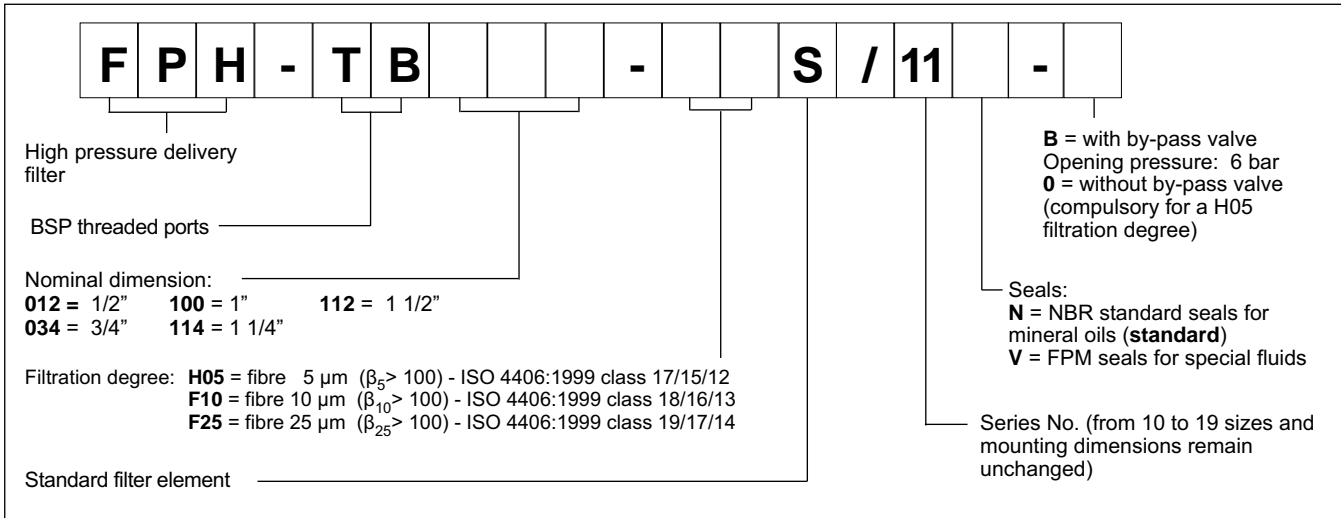 F P H - T B - S / 11 -
High pressure delivery
filter
BSP threaded ports
Nominal dimension:
012 = 1/2” 100 = 1” 112 = 1 1/2”
034 = 3/4” 114 = 1 1/4”
Filtration degree: H05 = fibre 5 µm (β5> 100) - ISO 4406:1999 class 17/15/12
F10 = fibre 10 µm (β10> 100) - ISO 4406:1999 class 18/16/13
F25 = fibre 25 µm (β25> 100) - ISO 4406:1999 class 19/17/14
Standard filter element
B = with by-pass valve
Opening pressure: 6 bar
0 = without by-pass valve
(compulsory for a H05
filtration degree)
Seals:
N = NBR standard seals for
mineral oils (standard)
V = FPM seals for special fluids
Series No. (from 10 to 19 sizes and
mounting dimensions remain
unchanged)